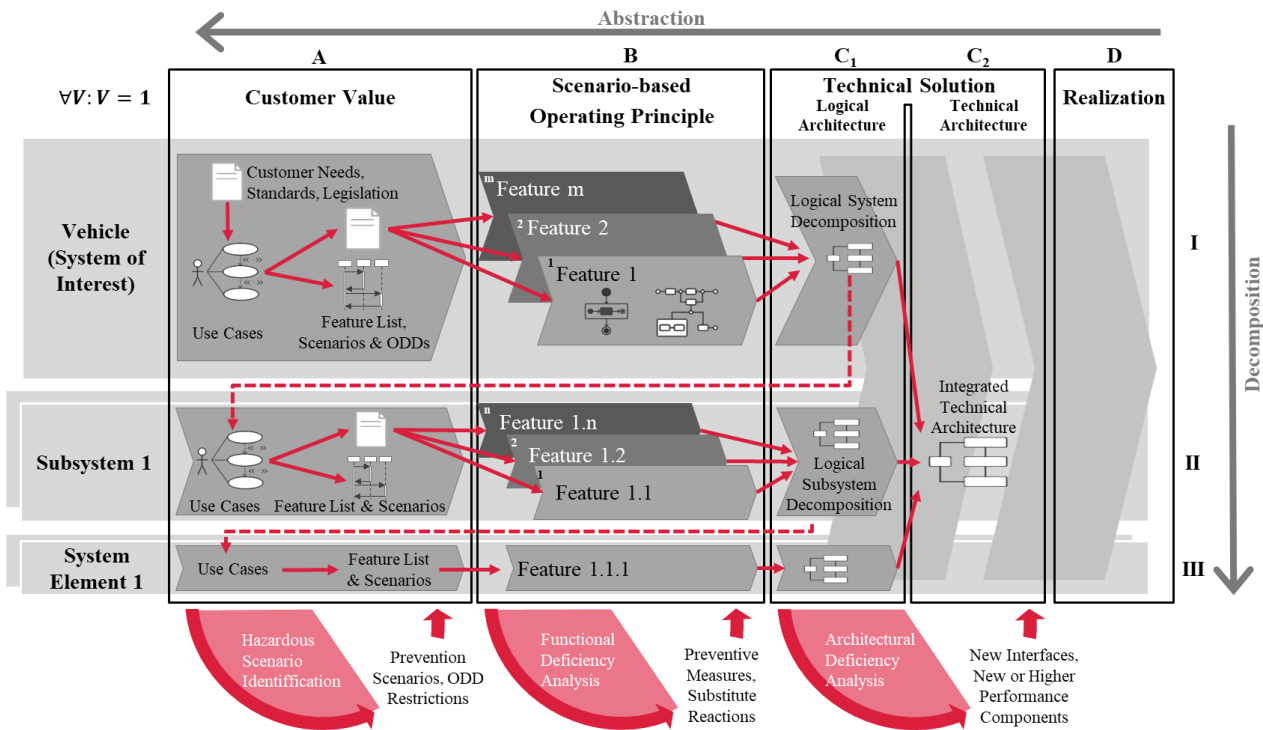 Abstraction
A
B
C₁
C₂
D
∀V: V = 1
Customer Value
Scenario-based
Operating Principle
Technical Solution
Logical
Architecture
Technical
Architecture
Realization
Vehicle
(System of
Interest)
Customer Needs,
Standards, Legislation
<< >>
<< >>
Use Cases
Feature List,
Scenarios & ODDs
m Feature m
2 Feature 2
1 Feature 1
Logical System
Decomposition
I
Decomposition
Subsystem 1
<< >>
<< >>
Use Cases
Feature List & Scenarios
n Feature 1.n
2 Feature 1.2
1 Feature 1.1
Logical
Subsystem
Decomposition
Integrated
Technical
Architecture
II
System
Element 1
Use Cases
Feature List
& Scenarios
Feature 1.1.1
III
Hazardous
Scenario
Identiffication
Prevention
Scenarios, ODD
Restrictions
Functional
Deficiency
Analysis
Preventive
Measures,
Substitute
Reactions
Architectural
Deficiency
Analysis
New Interfaces,
New or Higher
Performance
Components